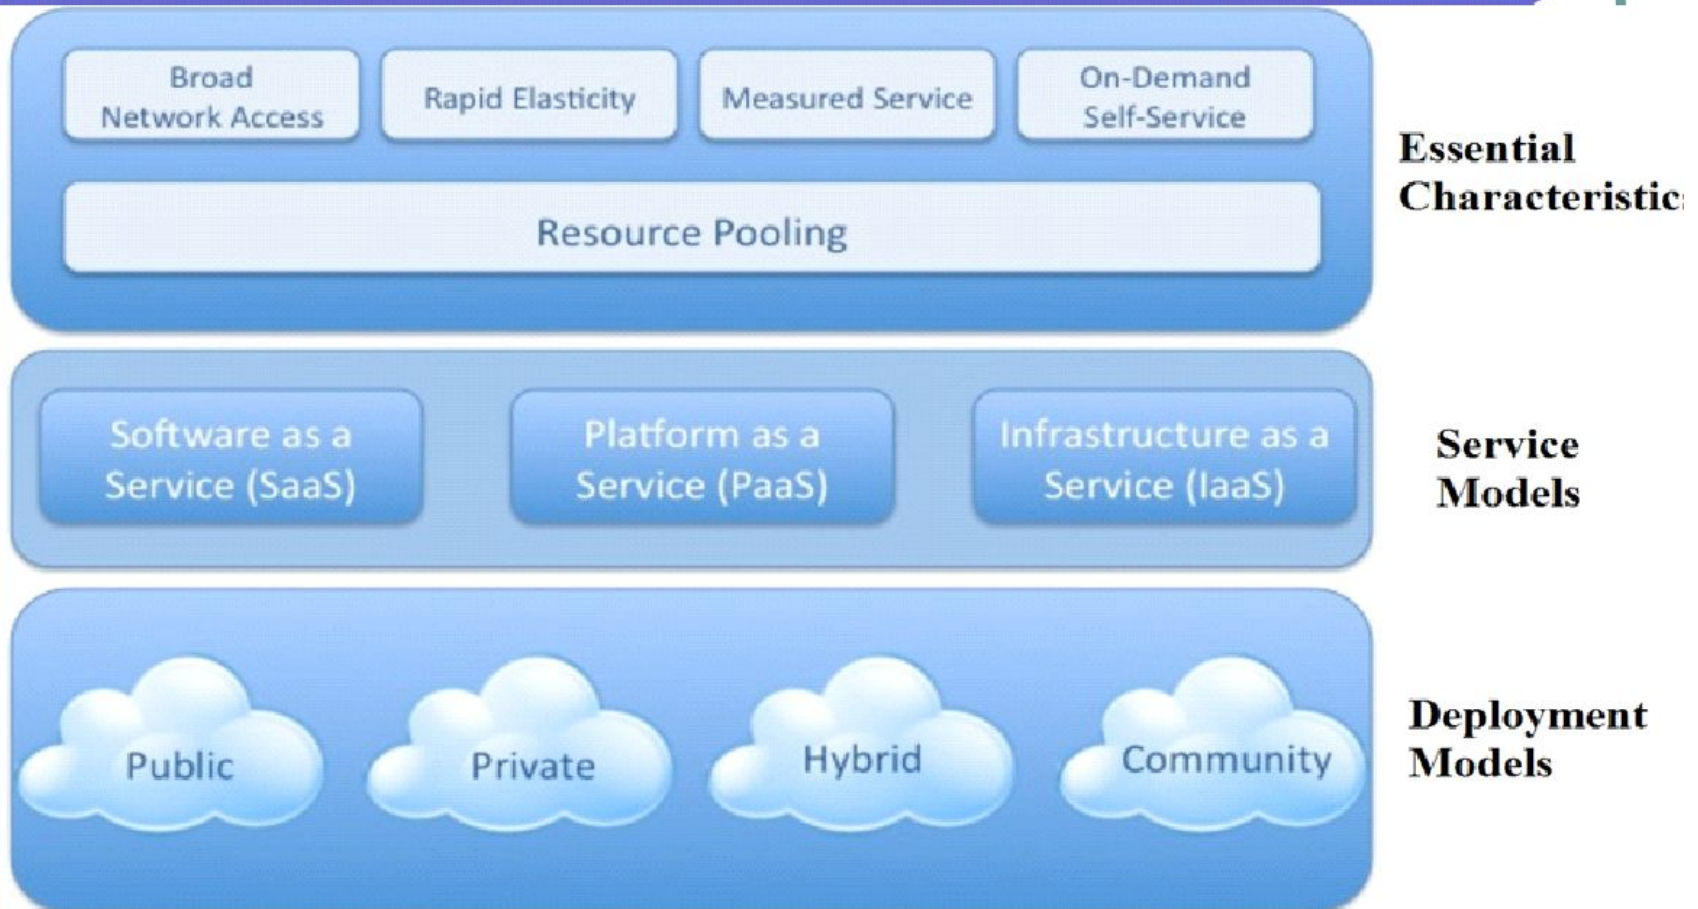 Broad
Network Access
Rapid Elasticity
Measured Service
On-Demand
Self-Service
Resource Pooling
Essential
Characteristics
Software as a
Service (SaaS)
Platform as a
Service (PaaS)
Infrastructure as a
Service (IaaS)
Service
Models
Public
Private
Hybrid
Community
Deployment
Models